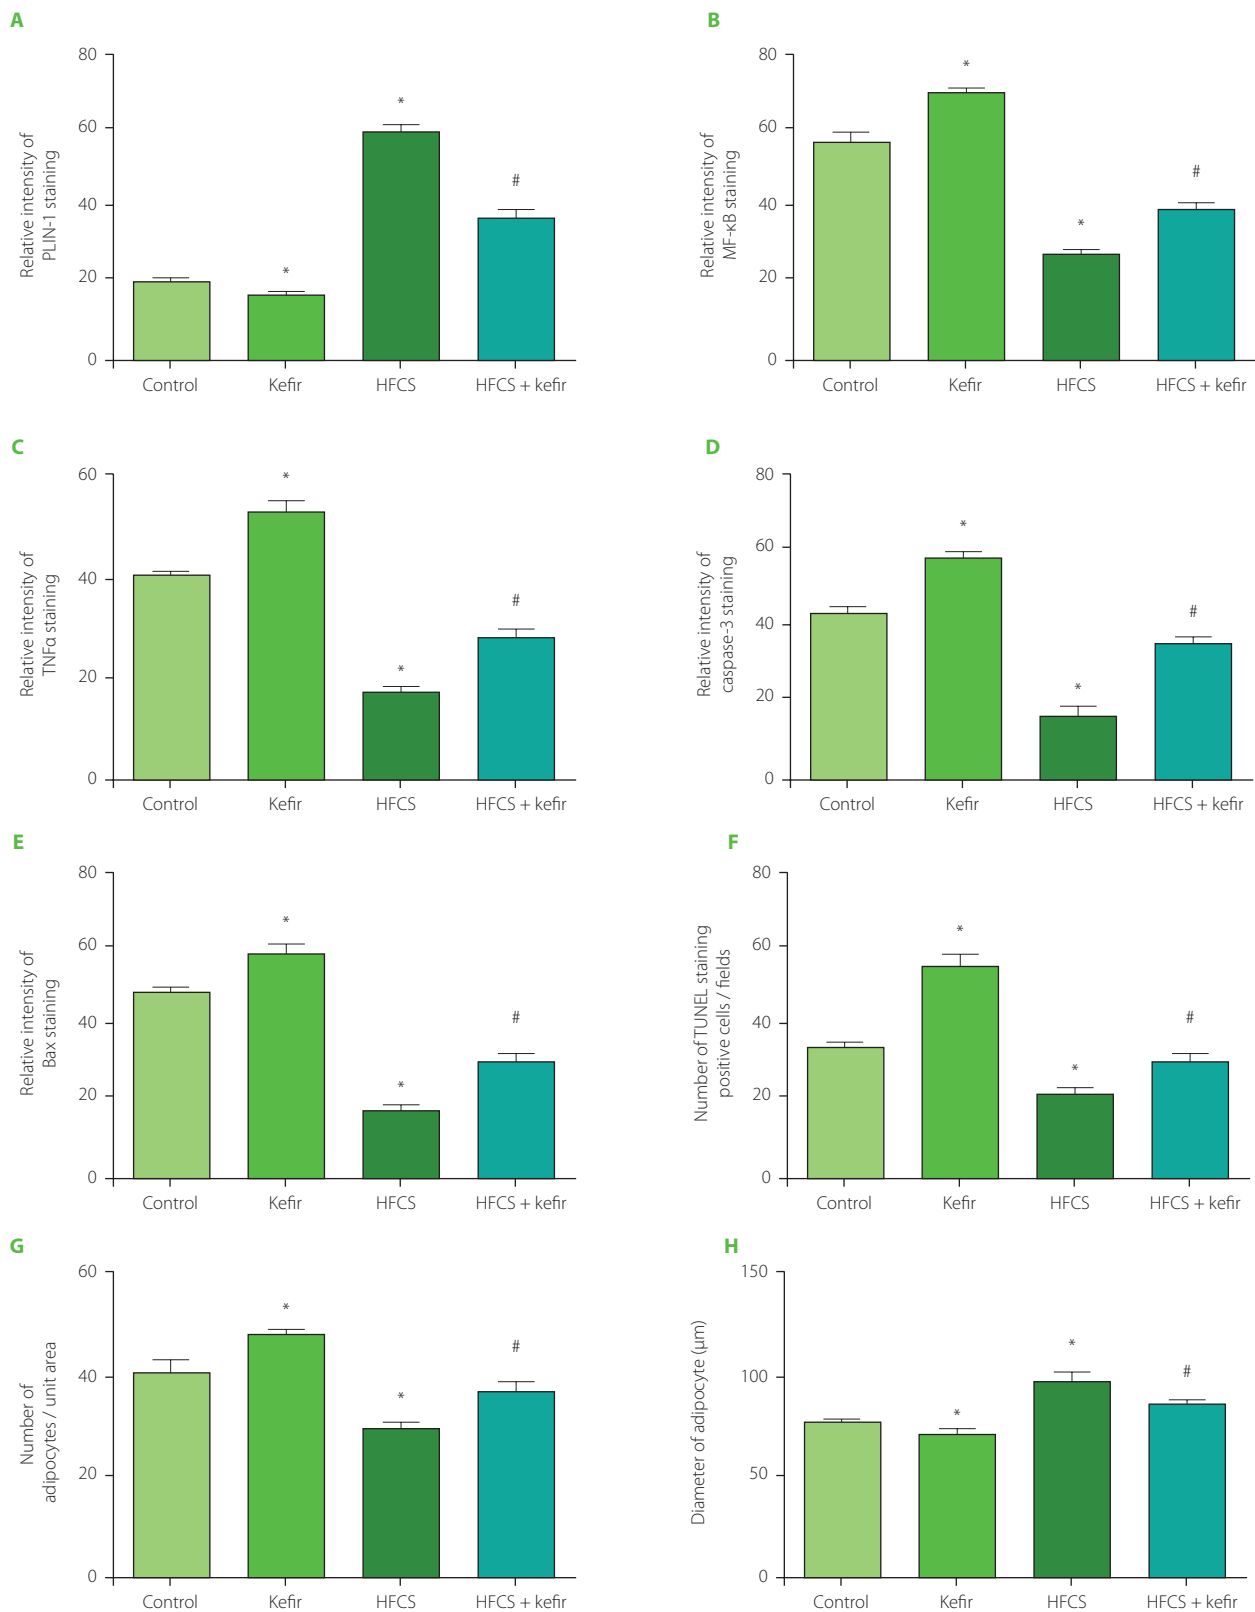 A
80
60
40
20
0
Relative intensity of
PLIN-1 staining
*
*
#
Control Kefir HFCS HFCS + kefir
B
80
60
40
20
0
Relative intensity of
MF-κB staining
*
*
#
Control Kefir HFCS HFCS + kefir
C
60
40
20
0
Relative intensity of
TNFα staining
*
*
#
Control Kefir HFCS HFCS + kefir
D
80
60
40
20
0
Relative intensity of
caspase-3 staining
*
*
#
Control Kefir HFCS HFCS + kefir
E
80
60
40
20
0
Relative intensity of
Bax staining
*
*
#
Control Kefir HFCS HFCS + kefir
F
80
60
40
20
0
Number of TUNEL staining
positive cells / fields
*
*
#
Control Kefir HFCS HFCS + kefir
G
60
40
20
0
Number of
adipocytes / unit area
*
*
#
Control Kefir HFCS HFCS + kefir
H
150
100
50
0
Diameter of adipocyte (μm)
*
*
#
Control Kefir HFCS HFCS + kefir